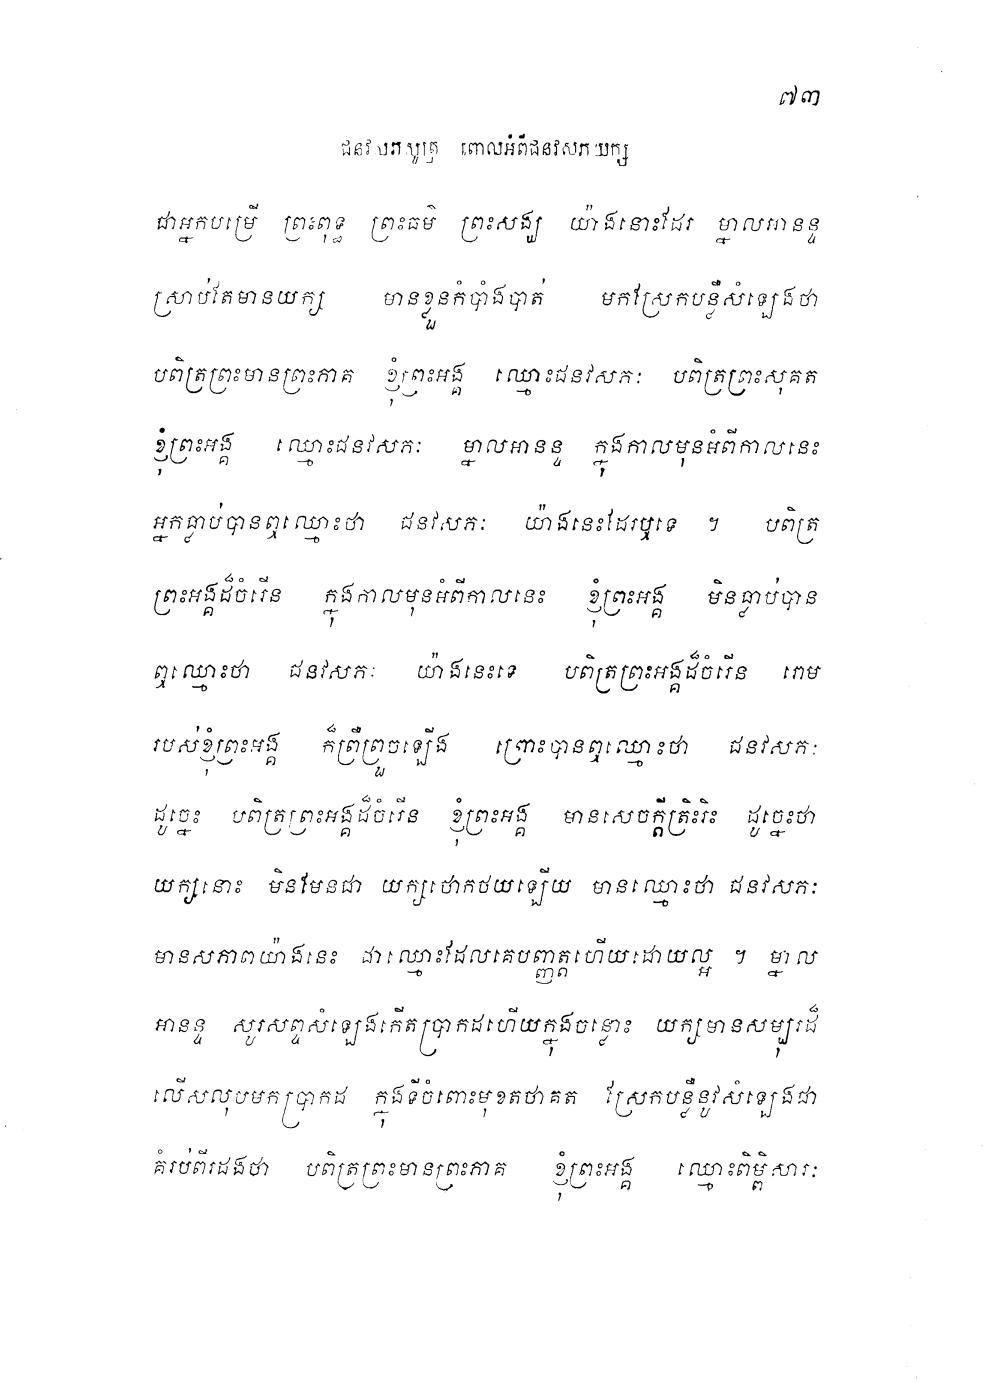 ៧៣
ជនវសភសូត្រ ពោលអំពីជនវសភយក្ស
ជាអ្នកបម្រើ ព្រះពុទ្ធ ព្រះធម៌ ព្រះសង្ឃ យ៉ាងនោះដែរ ម្នាលអានន្ទ
ស្រាប់តែមានយក្ស មានខ្លួនកំបាំងបាត់ មកស្រែកបន្លឺសំឡេងថា
បពិត្រព្រះមានព្រះភាគ ខ្ញុំព្រះអង្គ ឈ្មោះជនវសភៈ បពិត្រព្រះសុគត
ខ្ញុំព្រះអង្គ ឈ្មោះជនវសភៈ ម្នាលអានន្ទ ក្នុងកាលមុនអំពីកាលនេះ
អ្នកធ្លាប់បានឮឈ្មោះថា ជនវសភៈ យ៉ាងនេះដែរឬទេ ។ បពិត្រ
ព្រះអង្គដ៏ចំរើន ក្នុងកាលមុនអំពីកាលនេះ ខ្ញុំព្រះអង្គ មិនធ្លាប់បាន
ឮឈ្មោះថា ជនវសភៈ យ៉ាងនេះទេ បពិត្រព្រះអង្គដ៏ចំរើន រោម
របស់ខ្ញុំព្រះអង្គ ក៏ព្រឺព្រួចឡើង ព្រោះបានឮឈ្មោះថា ជនវសភៈ
ដូច្នេះ បពិត្រព្រះអង្គដ៏ចំរើន ខ្ញុំព្រះអង្គ មានសេចក្តីត្រិះរិះ ដូច្នេះថា
យក្សនោះ មិនមែនជា យក្សថោកថយឡើយ មានឈ្មោះថា ជនវសភៈ
មានសភាពយ៉ាងនេះ ជាឈ្មោះដែលគេបញ្ញត្តហើយដោយល្អ ។ ម្នាល
អានន្ទ សូរសព្ទសំឡេងកើតប្រាកដហើយក្នុងចន្លោះ យក្សមានសម្បុរដ៏
លើសលុបមកប្រាកដ ក្នុងទីចំពោះមុខតថាគត ស្រែកបន្លឺនូវសំឡេងជា
គំរប់ពីរដងថា បពិត្រព្រះមានព្រះភាគ ខ្ញុំព្រះអង្គ ឈ្មោះពិម្ពិសារៈ